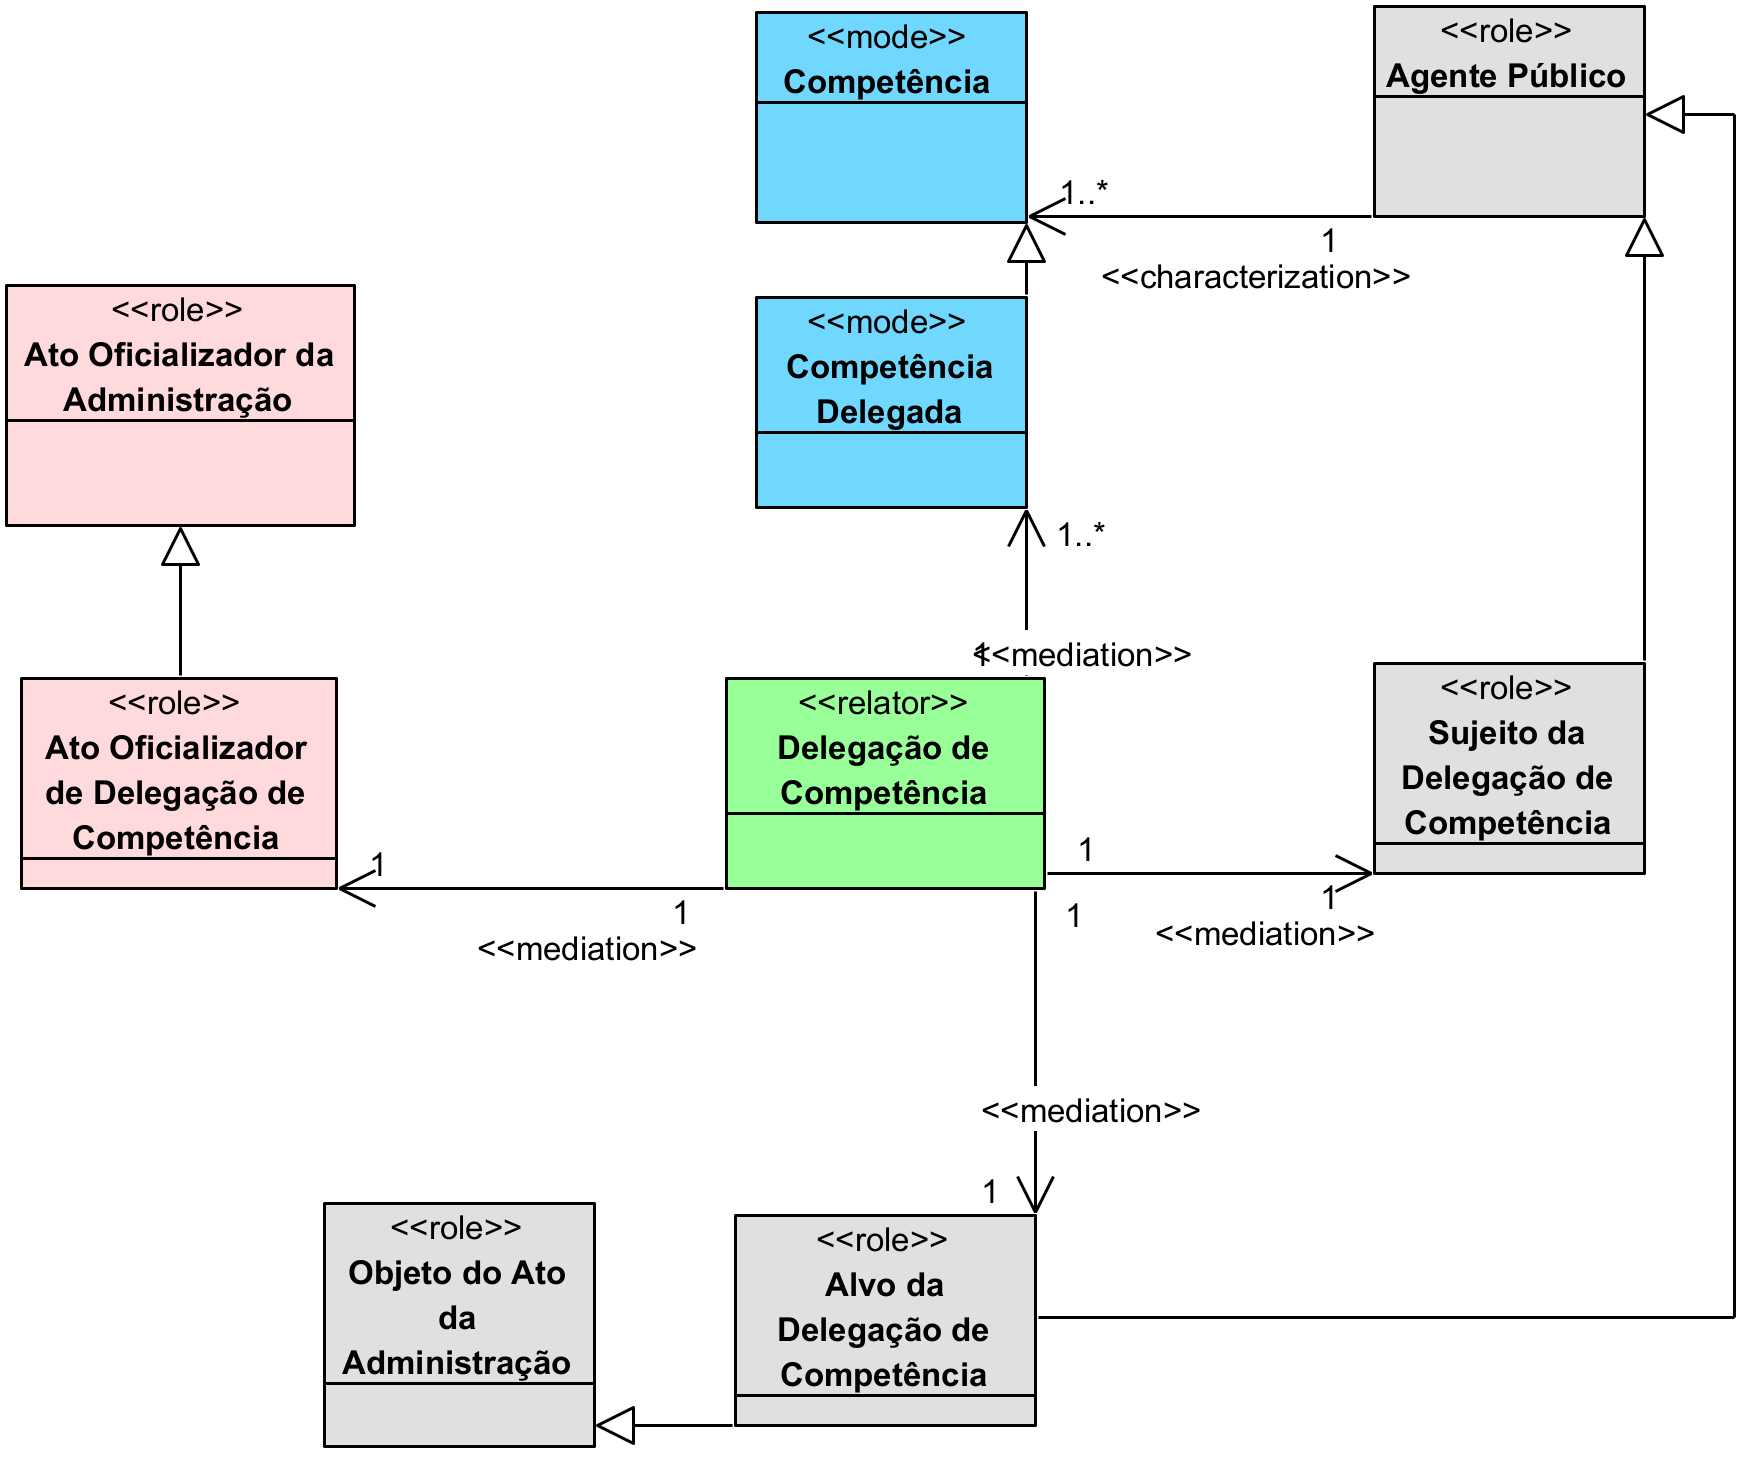 <<mode>>
Competência
<<role>>
Agente Público
1..*
1
<<characterization>>
<<role>>
Ato Oficializador da
Administração
<<mode>>
Competência
Delegada
1..*
1
<<mediation>>
<<role>>
Ato Oficializador
de Delegação de
Competência
<<relator>>
Delegação de
Competência
<<role>>
Sujeito da
Delegação de
Competência
1
1
<<mediation>>
1
1
<<mediation>>
1
<<mediation>>
1
<<role>>
Objeto do Ato
da
Administração
<<role>>
Alvo da
Delegação de
Competência